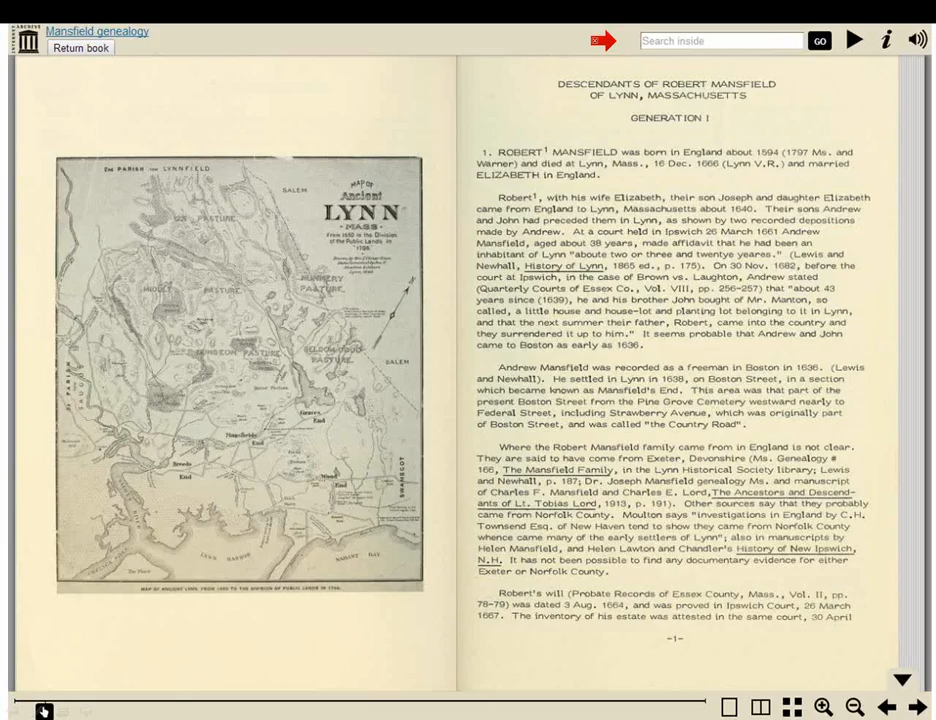 INTERNET ARCHIVE
Mansfield genealogy
Return book
Search inside
GO
The PARISH now LYNNFIELD
SALEM
MAP OF
Ancient
LYNN
MASS
From 1630 to the Division
of the Public Lands in
1706.
OX PASTURE
NUNNERY
PASTURE
MIDDLE PASTURE
DUNGEON PASTURE
PASTURE
SALEM
Graves
End
Mansfields
End
Breeds
End
Wood
End
SWANSCOT
LYNN HARBOR
NAHANT BAY
MAP OF ANCIENT LYNN, FROM 1630 TO THE DIVISION OF PUBLIC LANDS IN 1706.
DESCENDANTS OF ROBERT MANSFIELD
OF LYNN, MASSACHUSETTS
GENERATION I
1. ROBERT1 MANSFIELD was born in England about 1594 (1797 Ms. and
Warner) and died at Lynn, Mass., 16 Dec. 1666 (Lynn V.R.) and married
ELIZABETH in England.
Robert1, with his wife Elizabeth, their son Joseph and daughter Elizabeth
came from England to Lynn, Massachusetts about 1640. Their sons Andrew
and John had preceded them in Lynn, as shown by two recorded depositions
made by Andrew. At a court held in Ipswich 26 March 1661 Andrew
Mansfield, aged about 38 years, made affidavit that he had been an
inhabitant of Lynn "aboute two or three and twentye yeares." (Lewis and
Newhall, History of Lynn, 1865 ed., p. 175). On 30 Nov. 1682, before the
court at Ipswich, in the case of Brown vs. Laughton, Andrew stated
(Quarterly Courts of Essex Co., Vol. VIII, pp. 256-257) that "about 43
years since (1639), he and his brother John bought of Mr. Manton, so
called, a little house and house-lot and planting lot belonging to it in Lynn,
and that the next summer their father, Robert, came into the country and
they surrendered it up to him." It seems probable that Andrew and John
came to Boston as early as 1636.
Andrew Mansfield was recorded as a freeman in Boston in 1636. (Lewis
and Newhall). He settled in Lynn in 1638, on Boston Street, in a section
which became known as Mansfield's End. This area was that part of the
present Boston Street from the Pine Grove Cemetery westward nearly to
Federal Street, including Strawberry Avenue, which was originally part
of Boston Street, and was called "the Country Road".
Where the Robert Mansfield family came from in England is not clear.
They are said to have come from Exeter, Devonshire (Ms. Genealogy #
166, The Mansfield Family, in the Lynn Historical Society library; Lewis
and Newhall, p. 187; Dr. Joseph Mansfield genealogy Ms. and manuscript
of Charles F. Mansfield and Charles E. Lord, The Ancestors and Descend-
ants of Lt. Tobias Lord, 1913, p. 191). Other sources say that they probably
came from Norfolk County. Moulton says "investigations in England by C.H.
Townsend Esq. of New Haven tend to show they came from Norfolk County
whence came many of the early settlers of Lynn"; also in manuscripts by
Helen Mansfield, and Helen Lawton and Chandler's History of New Ipswich,
N.H. It has not been possible to find any documentary evidence for either
Exeter or Norfolk County.
Robert's will (Probate Records of Essex County, Mass., Vol. II, pp.
78-79) was dated 3 Aug. 1664, and was proved in Ipswich Court, 26 March
1667. The inventory of his estate was attested in the same court, 30 April
-1-